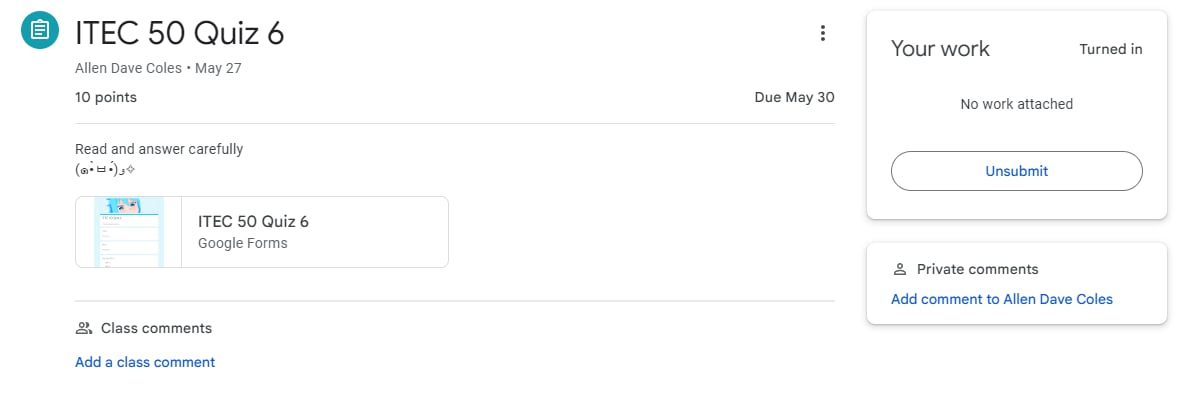 ITEC 50 Quiz 6
Allen Dave Coles • May 27
10 points
Due May 30
Read and answer carefully
(๑•̀ㅂ•́)و✧
ITEC 50 Quiz 6
Google Forms
Class comments
Add a class comment
Your work
Turned in
No work attached
Unsubmit
Private comments
Add comment to Allen Dave Coles